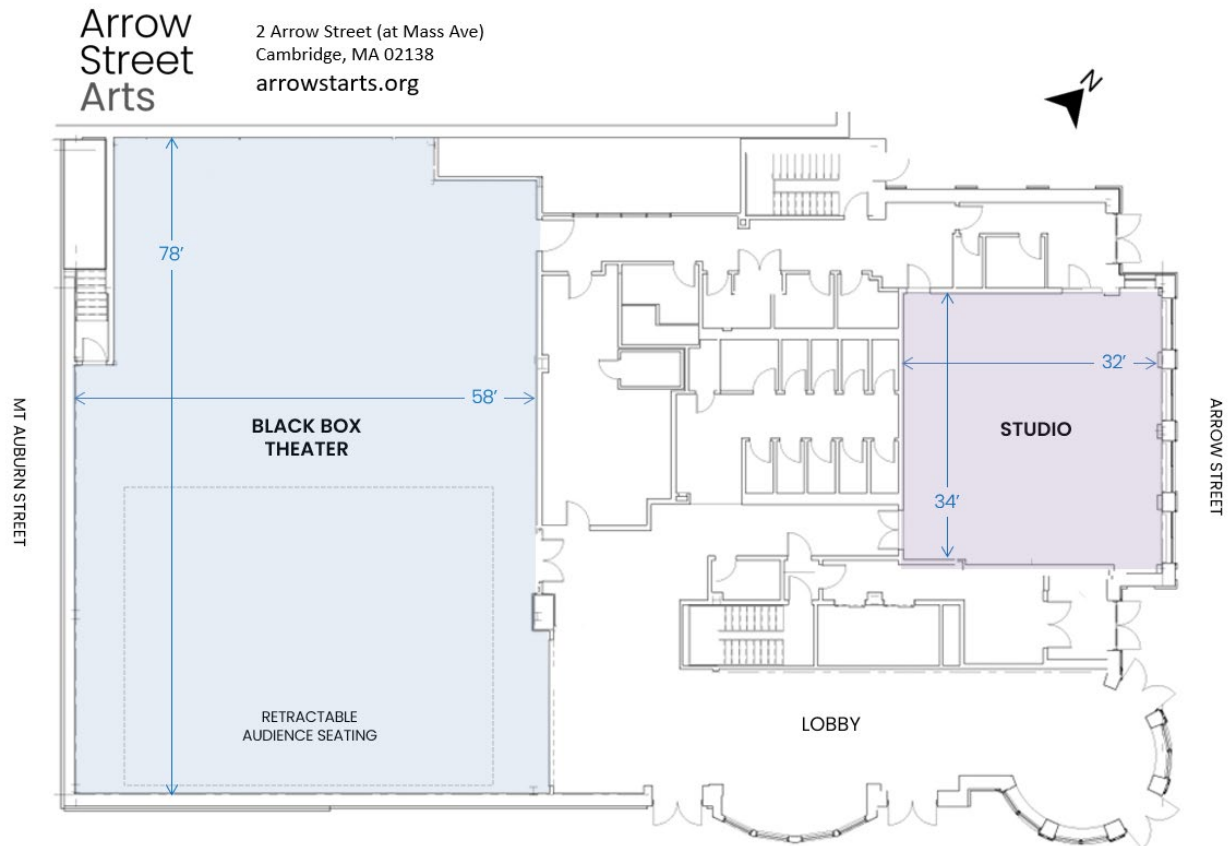 Arrow
Street
Arts
2 Arrow Street (at Mass Ave)
Cambridge, MA 02138
arrowstarts.org
N
78'
58'
BLACK BOX
THEATER
RETRACTABLE
AUDIENCE SEATING
32'
STUDIO
34'
LOBBY
MT AUBURN STREET
ARROW STREET